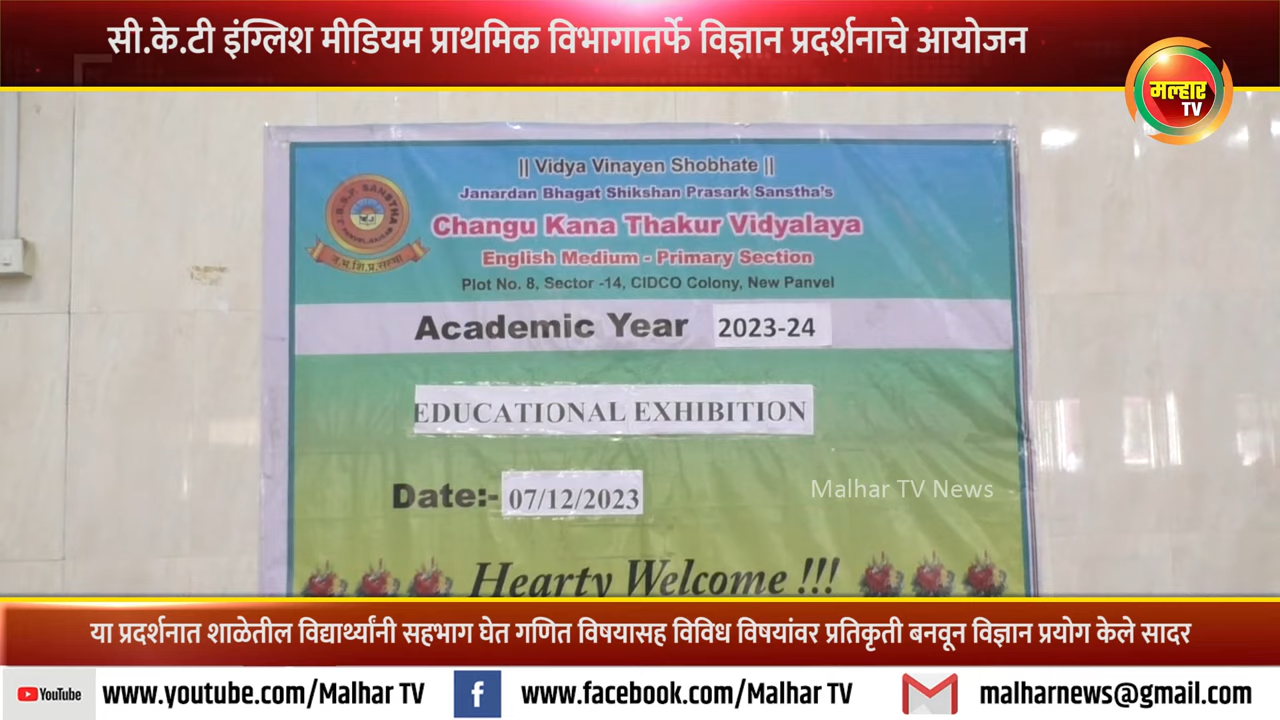 सी.के.टी इंग्लिश मीडियम प्राथमिक विभागातर्फे विज्ञान प्रदर्शनाचे आयोजन
मल्हार
TV
|| Vidya Vinayen Shobhate ||
Janardan Bhagat Shikshan Prasark Sanstha's
Changu Kana Thakur Vidyalaya
English Medium - Primary Section
Plot No. 8, Sector -14, CIDCO Colony, New Panvel
J.B.S.P. SANSTHA
ज.भ.शि.प्र.संस्था
Academic Year 2023-24
EDUCATIONAL EXHIBITION
Date:- 07/12/2023
Malhar TV News
Hearty Welcome !!!
या प्रदर्शनात शाळेतील विद्यार्थ्यांनी सहभाग घेत गणित विषयासह विविध विषयांवर प्रतिकृती बनवून विज्ञान प्रयोग केले सादर
YouTube www.youtube.com/Malhar TV f www.facebook.com/Malhar TV malharnews@gmail.com